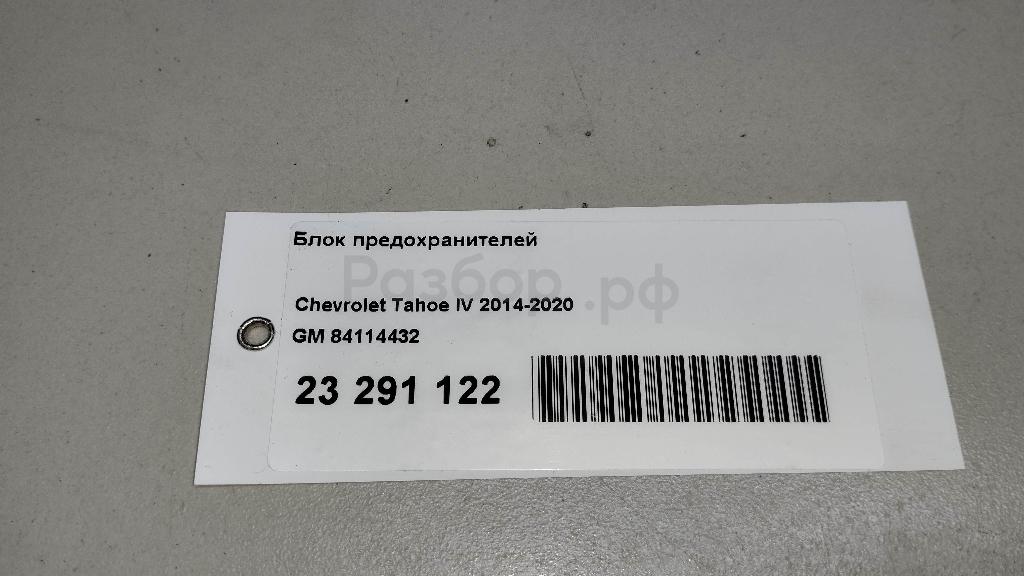 Блок предохранителей
Разбор.рф
Chevrolet Tahoe IV 2014-2020
GM 84114432
23 291 122